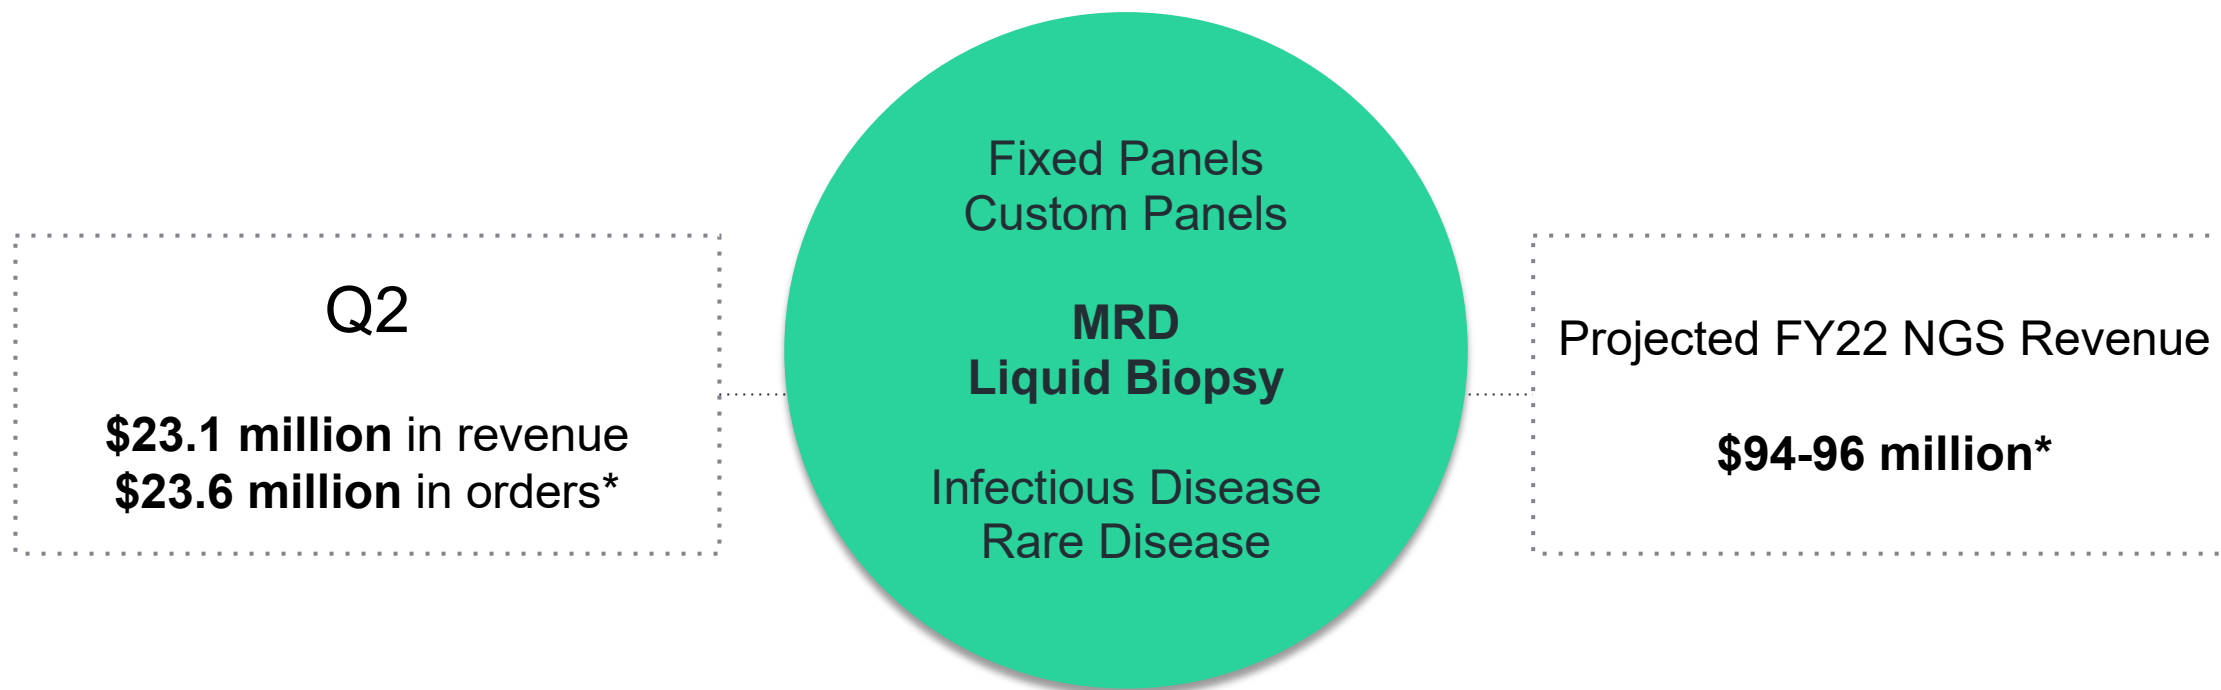 Q2
$23.1 million in revenue
$23.6 million in orders*
Fixed Panels
Custom Panels
MRD
Liquid Biopsy
Infectious Disease
Rare Disease
Projected FY22 NGS Revenue
$94-96 million*